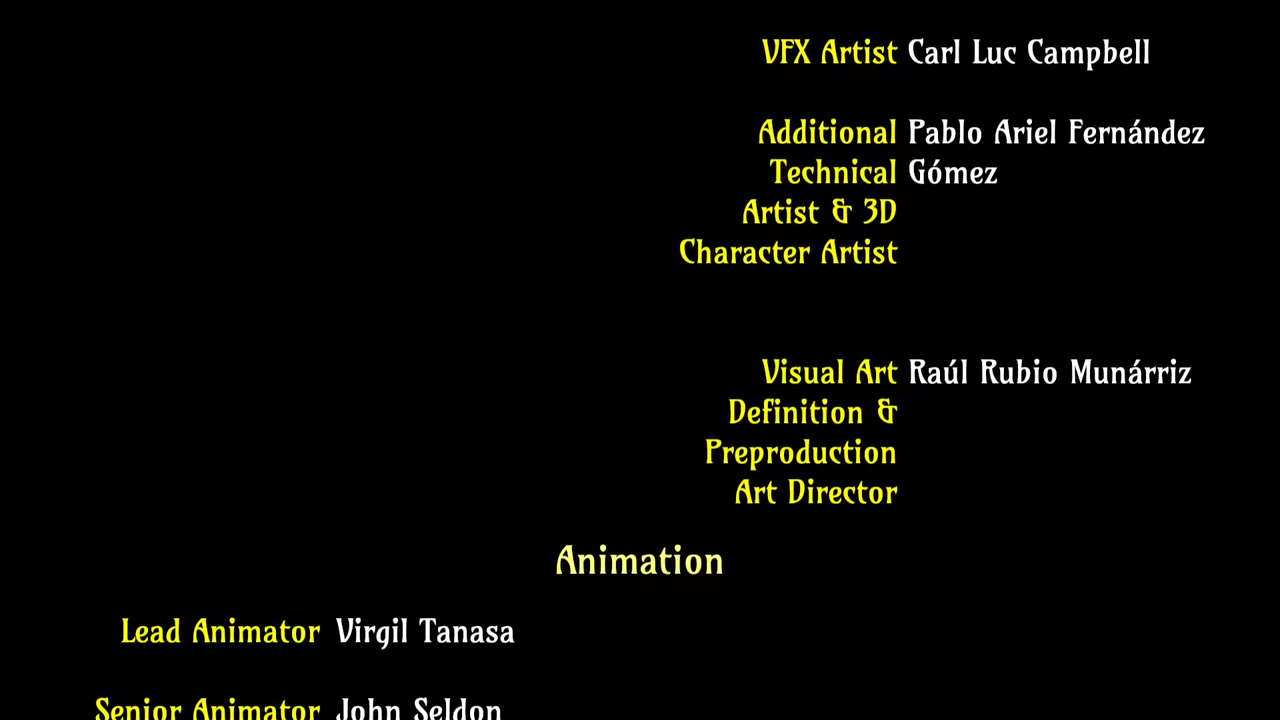 VFX Artist Carl Luc Campbell
Additional Pablo Ariel Fernández
Technical Gómez
Artist & 3D
Character Artist
Visual Art Raúl Rubio Munárriz
Definition &
Preproduction
Art Director
Animation
Lead Animator Virgil Tanasa
Senior Animator John Seldon